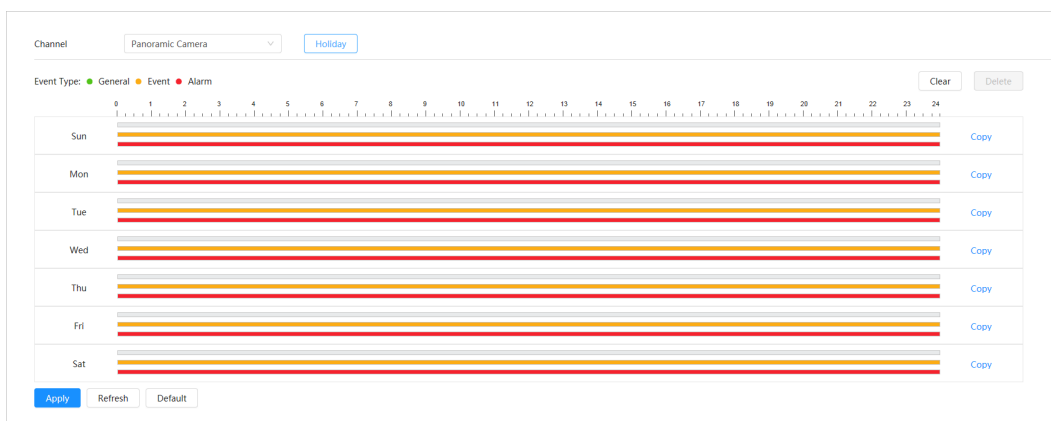 Channel Panoramic Camera Holiday
Event Type: General Event Alarm Clear Delete
0 1 2 3 4 5 6 7 8 9 10 11 12 13 14 15 16 17 18 19 20 21 22 23 24
Sun Copy
Mon Copy
Tue Copy
Wed Copy
Thu Copy
Fri Copy
Sat Copy
Apply Refresh Default